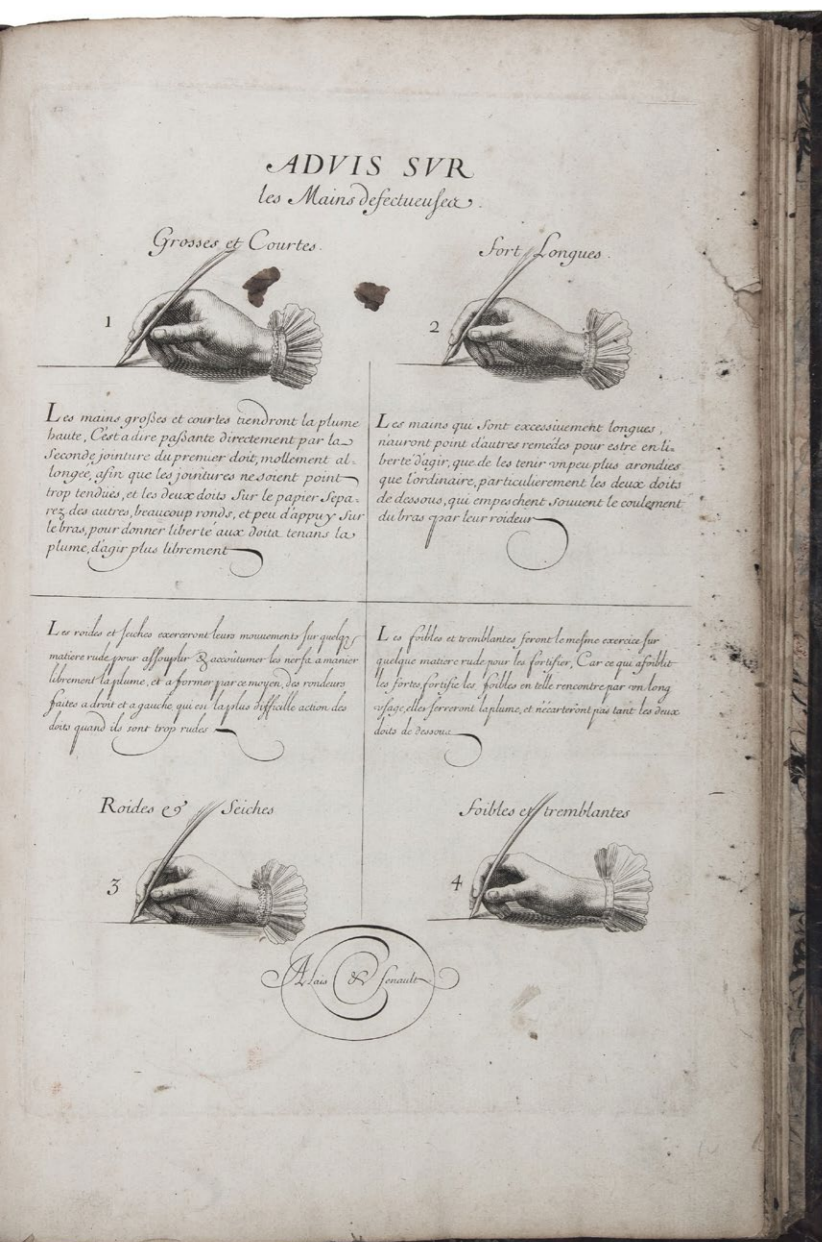 ADVIS SVR
les Mains defectueuses.
Grosses et Courtes.
1
Les mains großes et courtes tiendront la plume
haute, C'est a dire paßante directement par la
Seconde jointure du premier doit, mollement al-
longée, afin que les jointures ne soient point
trop tendües, et les deux doits Sur le papier Sepa-
rez des autres, beaucoup ronds, et peu d'appuy Sur
le bras, pour donner liberté aux doits tenans la
plume, d'agir plus librement
Fort Longues.
2
Les mains qui Sont excessiuement longues,
n'auront point d'autres remedes pour estre en li-
berté d'agir, que de les tenir vn peu plus arondies
que l'ordinaire, particulierement les deux doits
de dessous, qui empeschent Souuent le coulement
du bras par leur roideur
Les roides et seiches exerceront leurs mouuements sur quelq;
matiere rude pour assouplir & accoûtumer les nerfs a manier
librement la plume, et a former par ce moyen, des rondeurs
faites a droit et a gauche, qui est la plus difficille action des
doits quand ils sont trop rudes
Roides & Seiches
3
Les foibles et tremblantes feront le mesme exercice sur
quelque matiere rude pour les fortifier, Car ce qui afoiblit
les fortes, fortifie les foibles en telle rencontre par vn long
vsage, elles serreront la plume, et n'écarteront pas tant les deux
doits de dessous
Foibles et tremblantes
4
Alais & Senault